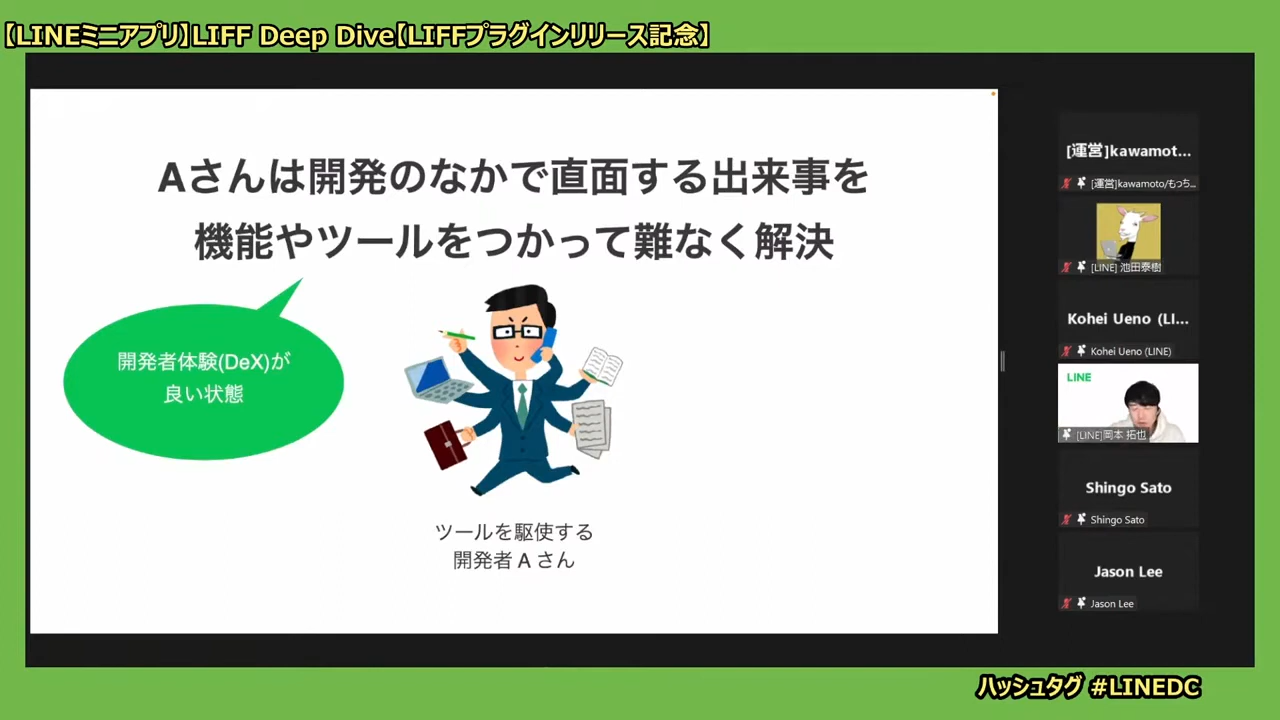 【LINEミニアプリ】LIFF Deep Dive【LIFFプラグインリリース記念】
Aさんは開発のなかで直面する出来事を
機能やツールをつかって難なく解決
開発者体験(DeX)が
良い状態
ツールを駆使する
開発者 A さん
[運営]kawamot...
[運営]kawamoto/もっち...
[LINE] 池田泰樹
Kohei Ueno (LI...
Kohei Ueno (LINE)
LINE
[LINE]岡本 拓也
Shingo Sato
Shingo Sato
Jason Lee
Jason Lee
ハッシュタグ #LINEDC